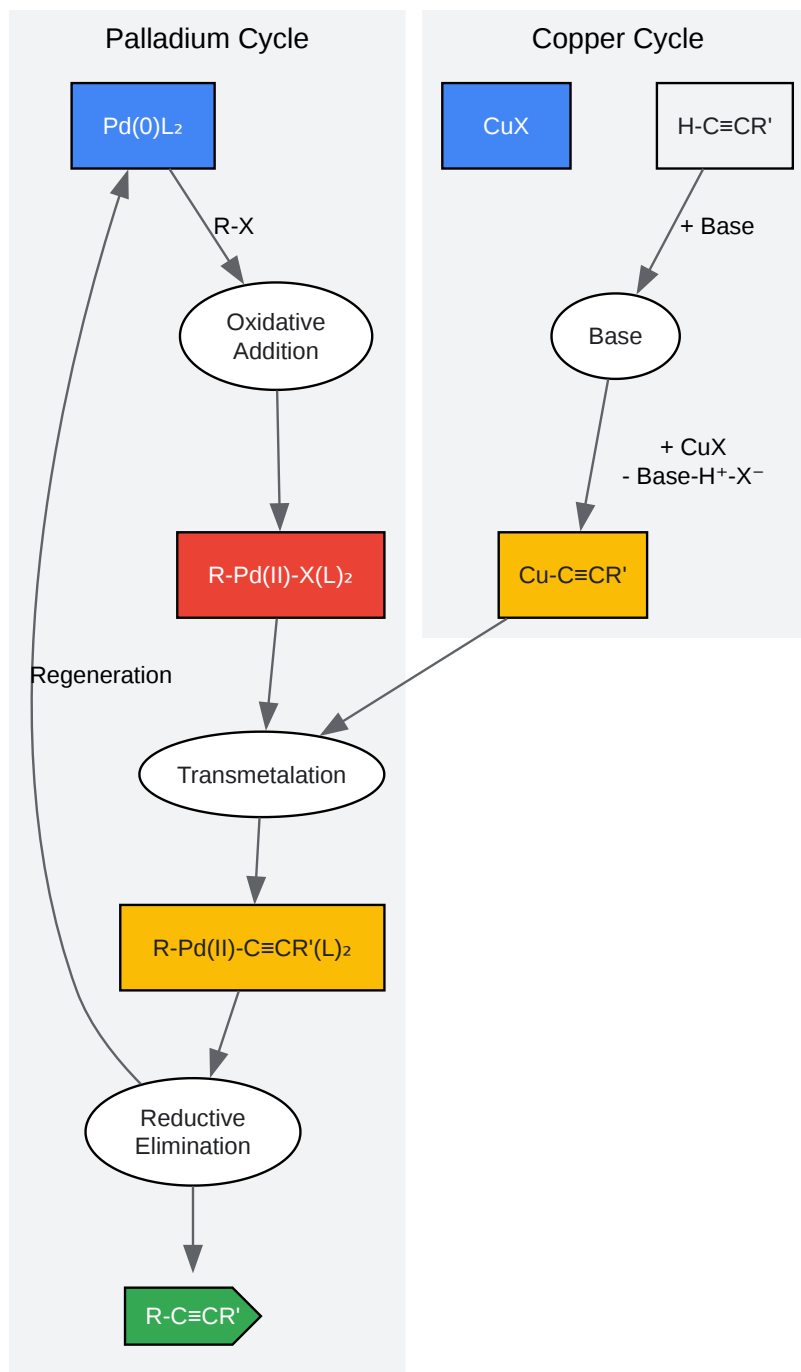 Palladium Cycle
Pd(0)L₂
R-X
Oxidative
Addition
R-Pd(II)-X(L)₂
Regeneration
Transmetalation
R-Pd(II)-C≡CR'(L)₂
Reductive
Elimination
R-C≡CR'
Copper Cycle
CuX
H-C≡CR'
+ Base
Base
+ CuX
- Base-H⁺-X⁻
Cu-C≡CR'